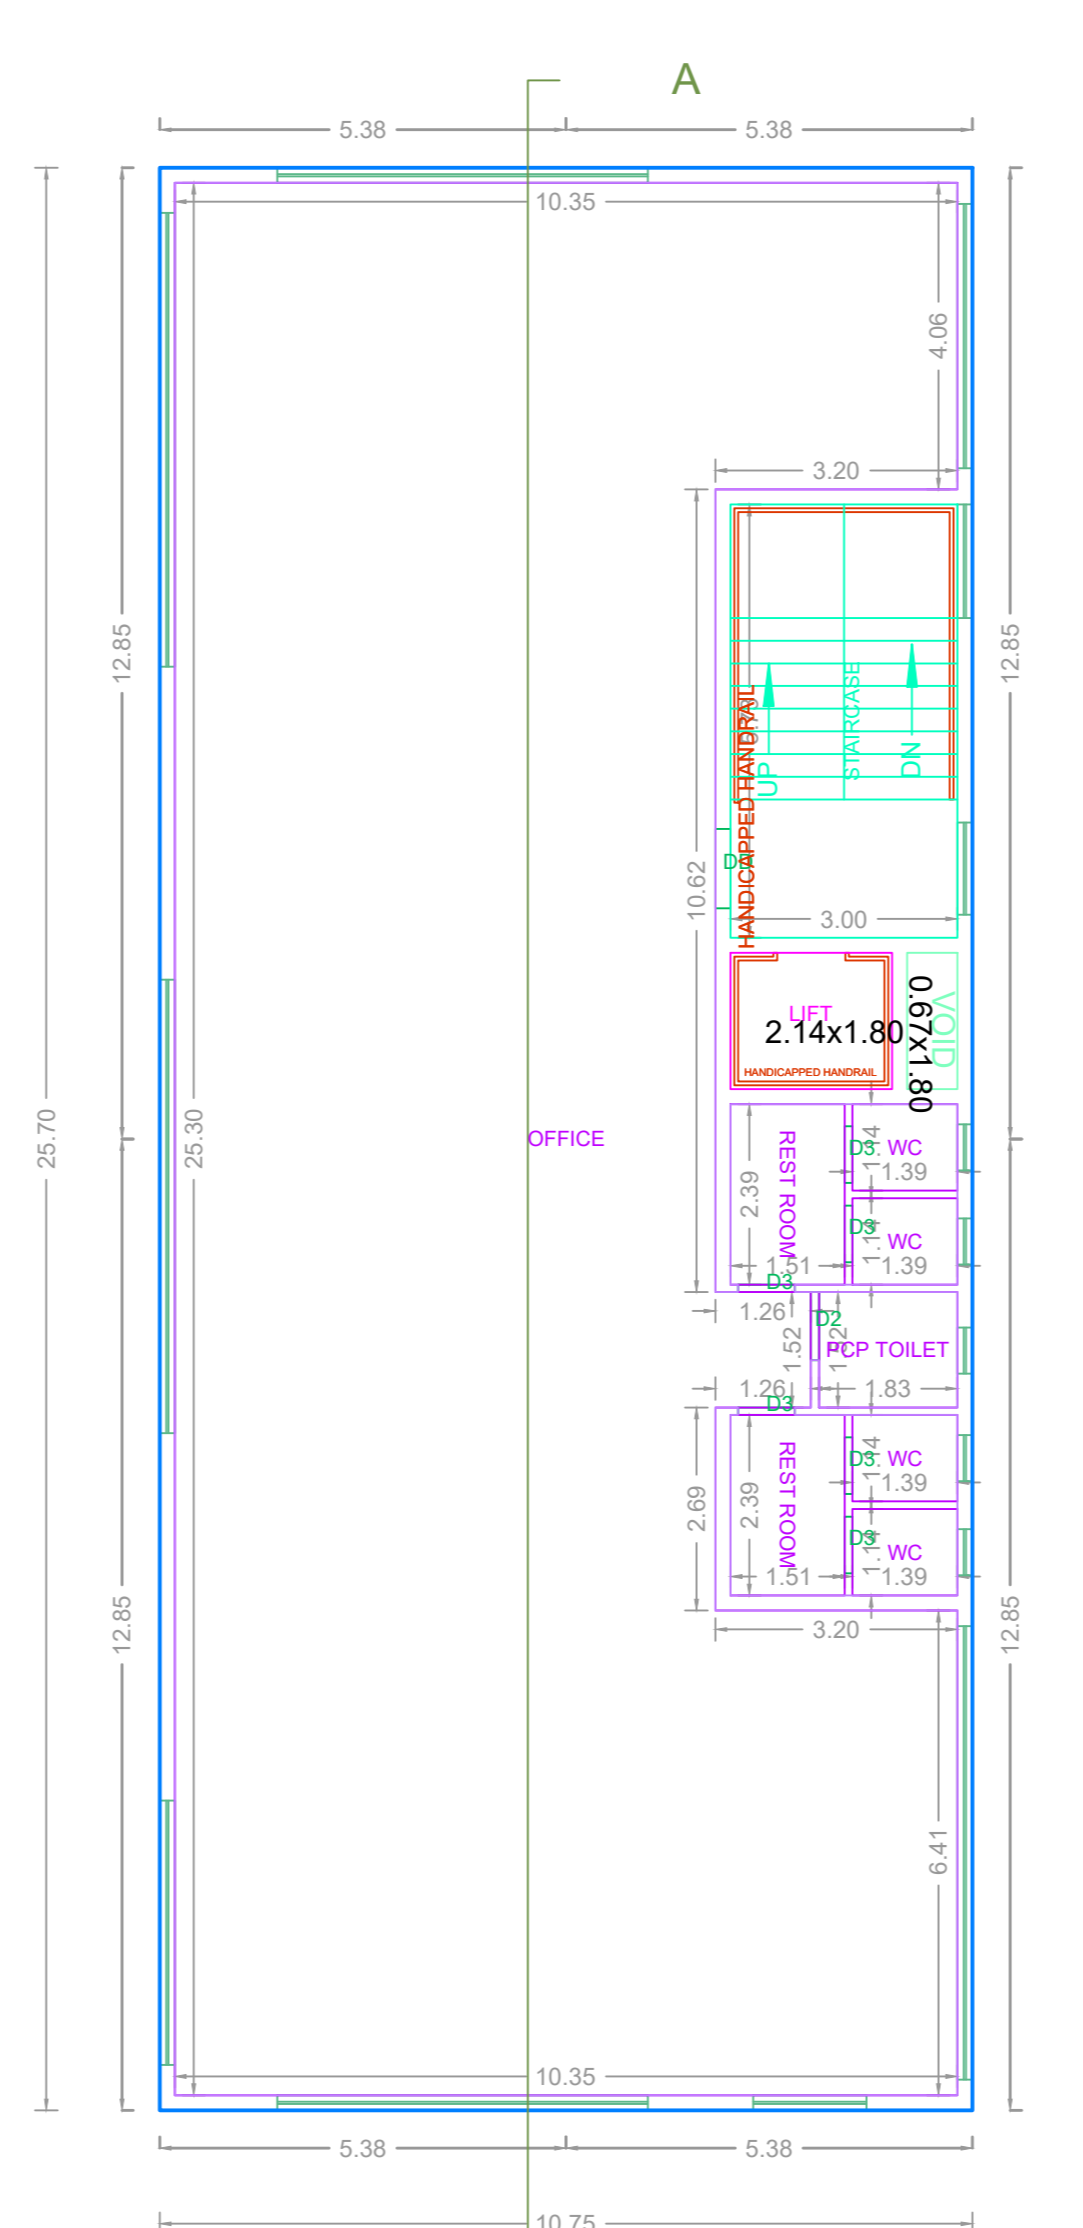 A
5.38
5.38
10.35
4.06
3.20
12.85
12.85
STAIRCASE
UP
DN
HANDICAPPED HANDRAIL
10.62
3.00
LIFT
2.14x1.80
HANDICAPPED HANDRAIL
VOID
0.67x1.80
25.70
25.30
OFFICE
REST ROOM
2.39
D3
WC
1.39
D3
1.14
WC
1.51
1.39
D3
1.26
D2
1.52
PCP TOILET
1.26
1.83
D3
REST ROOM
2.69
2.39
D3
WC
1.39
D3
1.14
WC
1.51
1.39
3.20
12.85
12.85
6.41
10.35
5.38
5.38
10.75